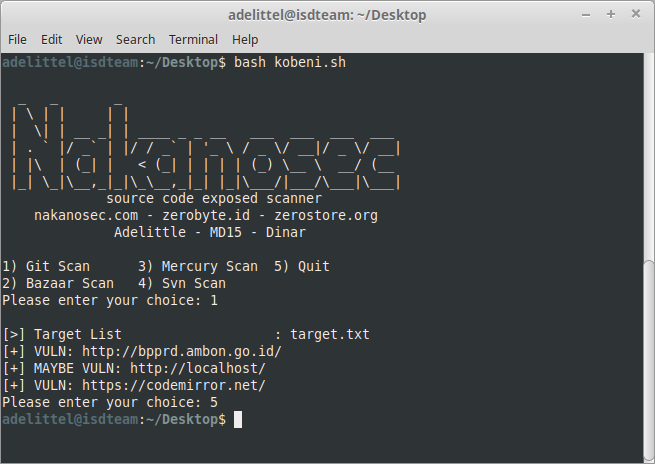 adelittel@isdteam: ~/Desktop
File Edit View Search Terminal Help
adelittel@isdteam:~/Desktop$ bash kobeni.sh
Nakanosec
source code exposed scanner
nakanosec.com - zerobyte.id - zerostore.org
Adelittle - MD15 - Dinar
1) Git Scan 3) Mercury Scan 5) Quit
2) Bazaar Scan 4) Svn Scan
Please enter your choice: 1
[>] Target List : target.txt
[+] VULN: http://bpprd.ambon.go.id/
[+] MAYBE VULN: http://localhost/
[+] VULN: https://codemirror.net/
Please enter your choice: 5
adelittel@isdteam:~/Desktop$